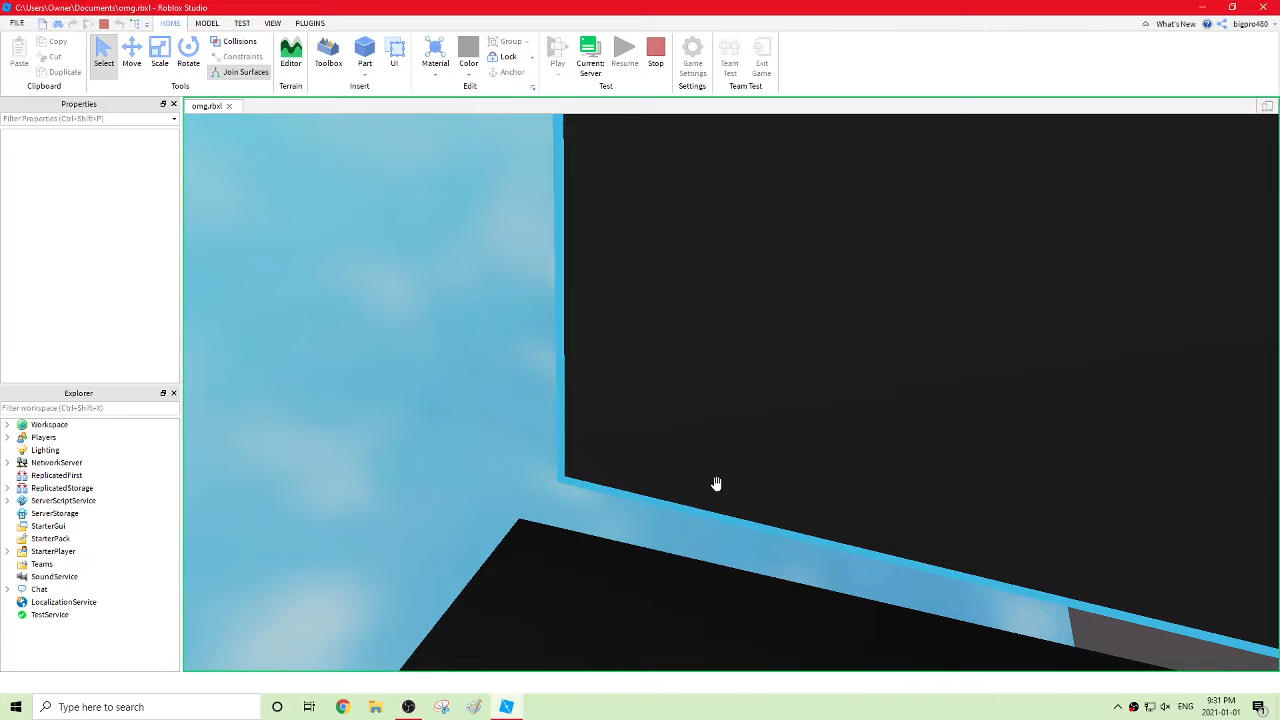 C:\Users\Owner\Documents\omg.rbxl - Roblox Studio
FILE
HOME
MODEL
TEST
VIEW
PLUGINS
What's New
bigpro480
Paste
Copy
Cut
Duplicate
Clipboard
Select
Move
Scale
Rotate
Collisions
Constraints
Join Surfaces
Tools
Editor
Terrain
Toolbox
Part
UI
Insert
Material
Color
Group
Lock
Anchor
Edit
Play
Current: Server
Resume
Stop
Test
Game Settings
Settings
Team Test
Exit Game
Team Test
Properties
Filter Properties (Ctrl+Shift+P)
omg.rbxl
Explorer
Filter workspace (Ctrl+Shift+X)
Workspace
Players
Lighting
NetworkServer
ReplicatedFirst
ReplicatedStorage
ServerScriptService
ServerStorage
StarterGui
StarterPack
StarterPlayer
Teams
SoundService
Chat
LocalizationService
TestService
Type here to search
ENG
9:31 PM
2021-01-01